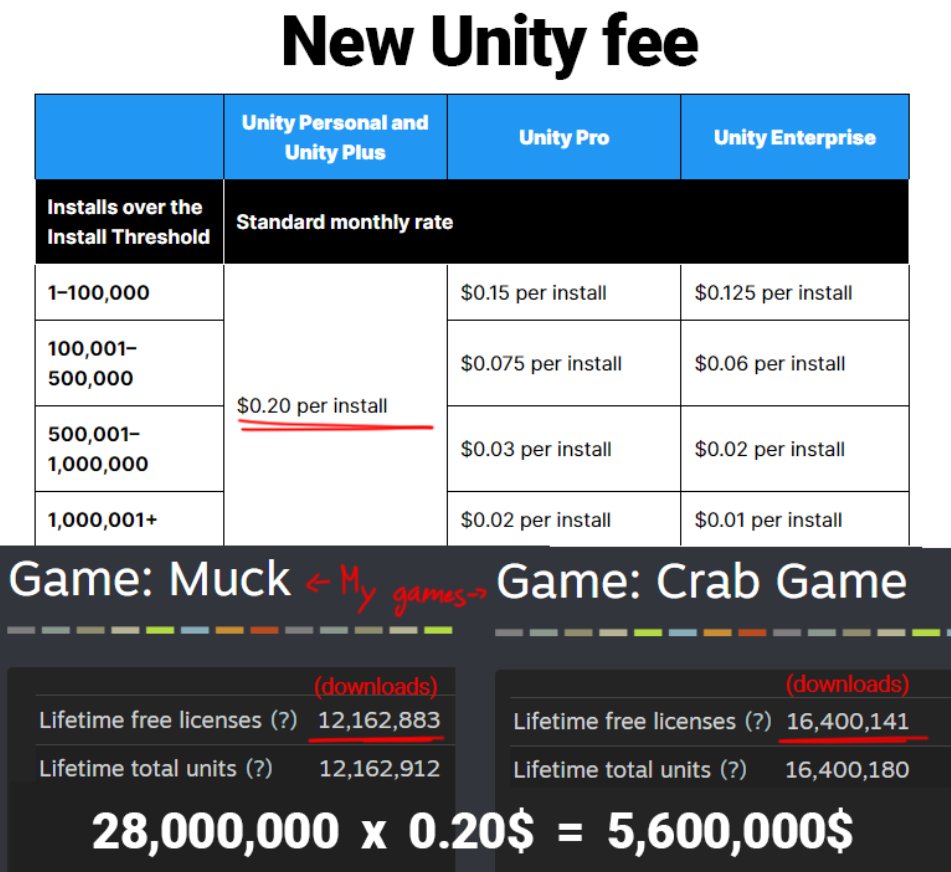 New Unity fee
Unity Personal and
Unity Plus
Unity Pro
Unity Enterprise
Installs over the
Install Threshold
Standard monthly rate
1–100,000
$0.15 per install
$0.125 per install
100,001–
500,000
$0.075 per install
$0.06 per install
$0.20 per install
500,001–
1,000,000
$0.03 per install
$0.02 per install
1,000,001+
$0.02 per install
$0.01 per install
Game: Muck
← My games →
Game: Crab Game
(downloads)
Lifetime free licenses (?) 12,162,883
Lifetime total units (?) 12,162,912
(downloads)
Lifetime free licenses (?) 16,400,141
Lifetime total units (?) 16,400,180
28,000,000 x 0.20$ = 5,600,000$